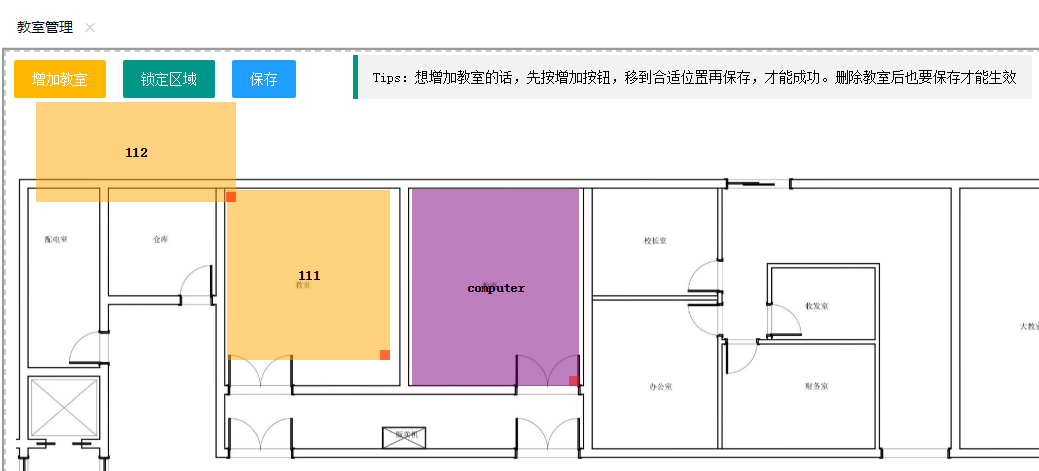 教室管理
增加教室
锁定区域
保存
Tips: 想增加教室的话，先按增加按钮，移到合适位置再保存，才能成功。删除教室后也要保存才能生效
112
配电室
仓库
111
教室
computer
校长室
收发室
大教室
办公室
财务室
贩卖机